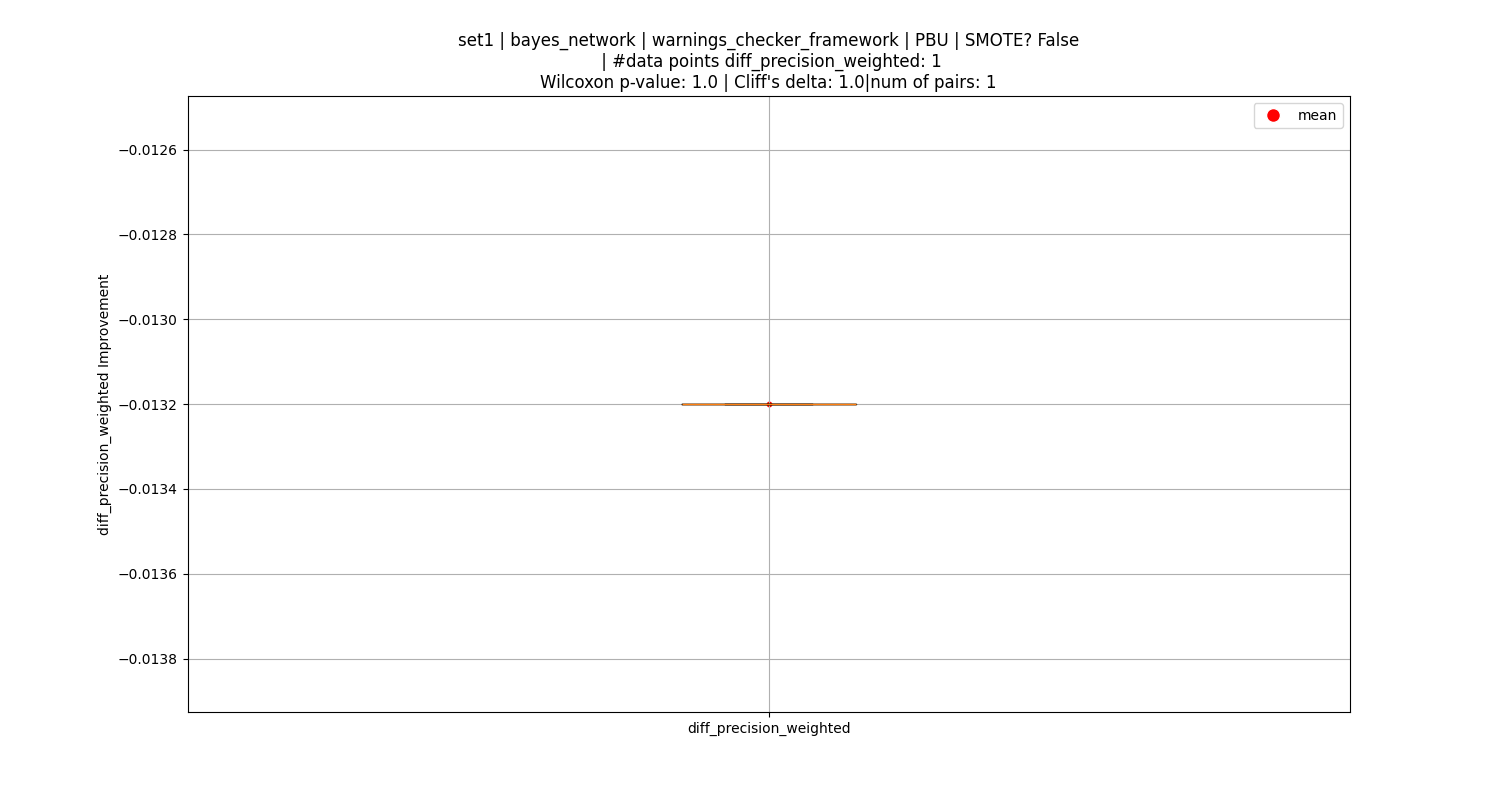 set1 | bayes_network | warnings_checker_framework | PBU | SMOTE? False
| #data points diff_precision_weighted: 1
Wilcoxon p-value: 1.0 | Cliff's delta: 1.0|num of pairs: 1
mean
−0.0126
−0.0128
−0.0130
−0.0132
−0.0134
−0.0136
−0.0138
diff_precision_weighted Improvement
diff_precision_weighted